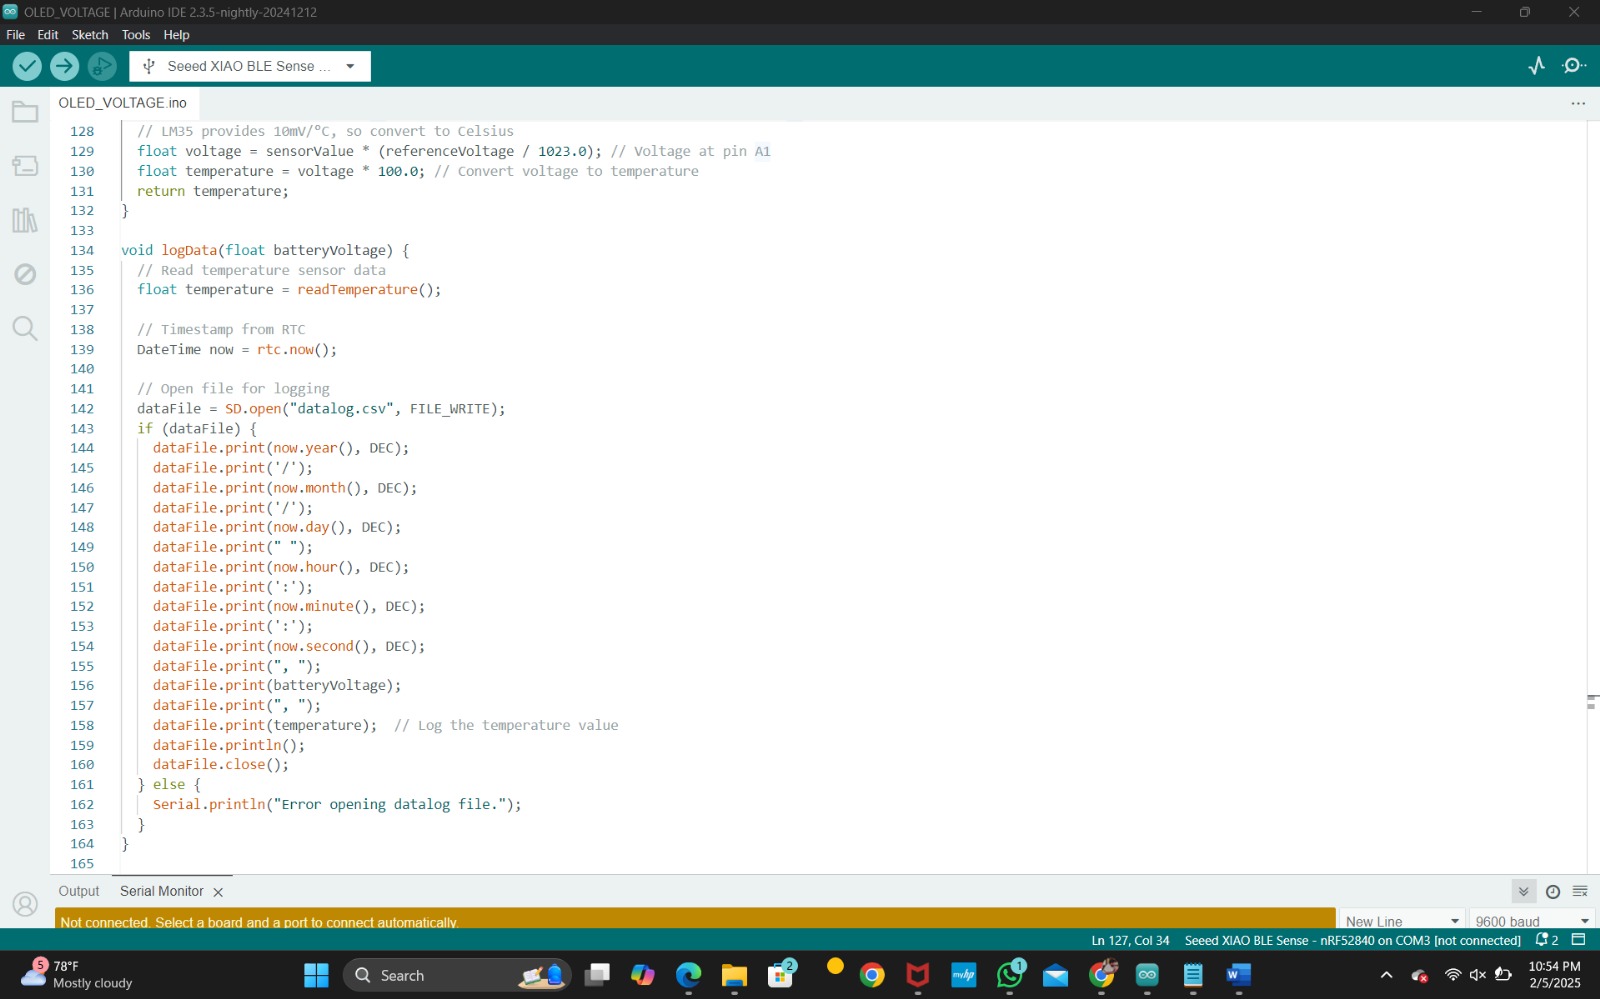 OLED_VOLTAGE | Arduino IDE 2.3.5-nightly-20241212
File Edit Sketch Tools Help
Seeed XIAO BLE Sense ...
OLED_VOLTAGE.ino
128 // LM35 provides 10mV/°C, so convert to Celsius
129 float voltage = sensorValue * (referenceVoltage / 1023.0); // Voltage at pin A1
130 float temperature = voltage * 100.0; // Convert voltage to temperature
131 return temperature;
132 }
133
134 void logData(float batteryVoltage) {
135 // Read temperature sensor data
136 float temperature = readTemperature();
137
138 // Timestamp from RTC
139 DateTime now = rtc.now();
140
141 // Open file for logging
142 dataFile = SD.open("datalog.csv", FILE_WRITE);
143 if (dataFile) {
144 dataFile.print(now.year(), DEC);
145 dataFile.print('/');
146 dataFile.print(now.month(), DEC);
147 dataFile.print('/');
148 dataFile.print(now.day(), DEC);
149 dataFile.print(" ");
150 dataFile.print(now.hour(), DEC);
151 dataFile.print(':');
152 dataFile.print(now.minute(), DEC);
153 dataFile.print(':');
154 dataFile.print(now.second(), DEC);
155 dataFile.print(", ");
156 dataFile.print(batteryVoltage);
157 dataFile.print(", ");
158 dataFile.print(temperature); // Log the temperature value
159 dataFile.println();
160 dataFile.close();
161 } else {
162 Serial.println("Error opening datalog file.");
163 }
164 }
165
Output Serial Monitor
Not connected. Select a board and a port to connect automatically.
New Line 9600 baud
Ln 127, Col 34 Seeed XIAO BLE Sense - nRF52840 on COM3 [not connected] 2
5 78°F
Mostly cloudy
Search
2
myhp
1
W
10:54 PM
2/5/2025